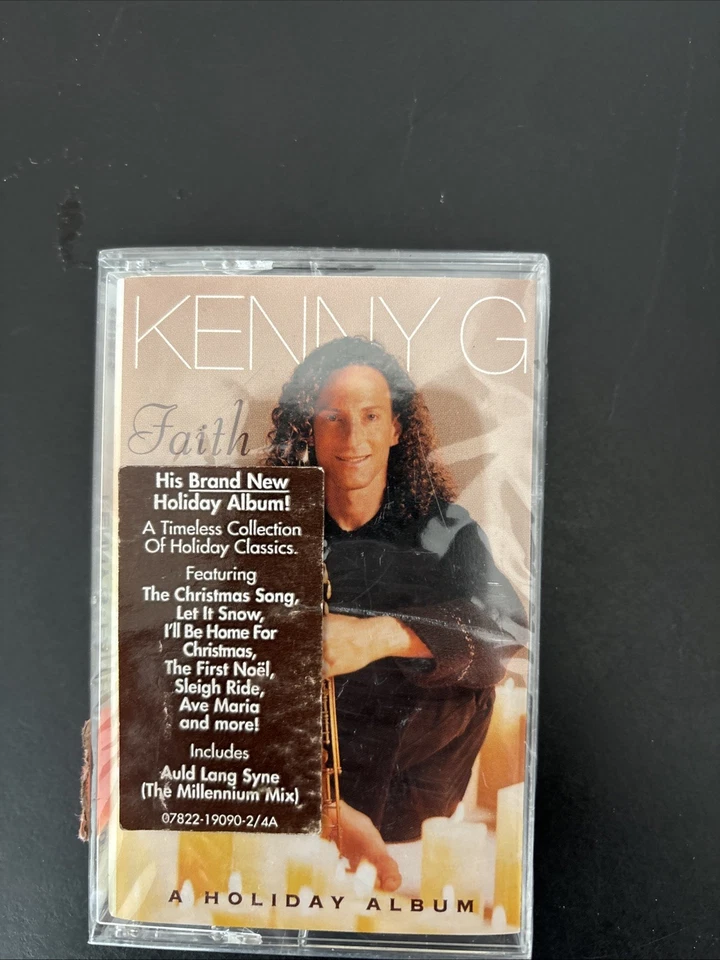 KENNY G
Faith
His Brand New
Holiday Album!
A Timeless Collection
Of Holiday Classics.
Featuring
The Christmas Song,
Let It Snow,
I'll Be Home For
Christmas,
The First Noël,
Sleigh Ride,
Ave Maria
and more!
Includes
Auld Lang Syne
(The Millennium Mix)
07822-19090-2/4A
A HOLIDAY ALBUM